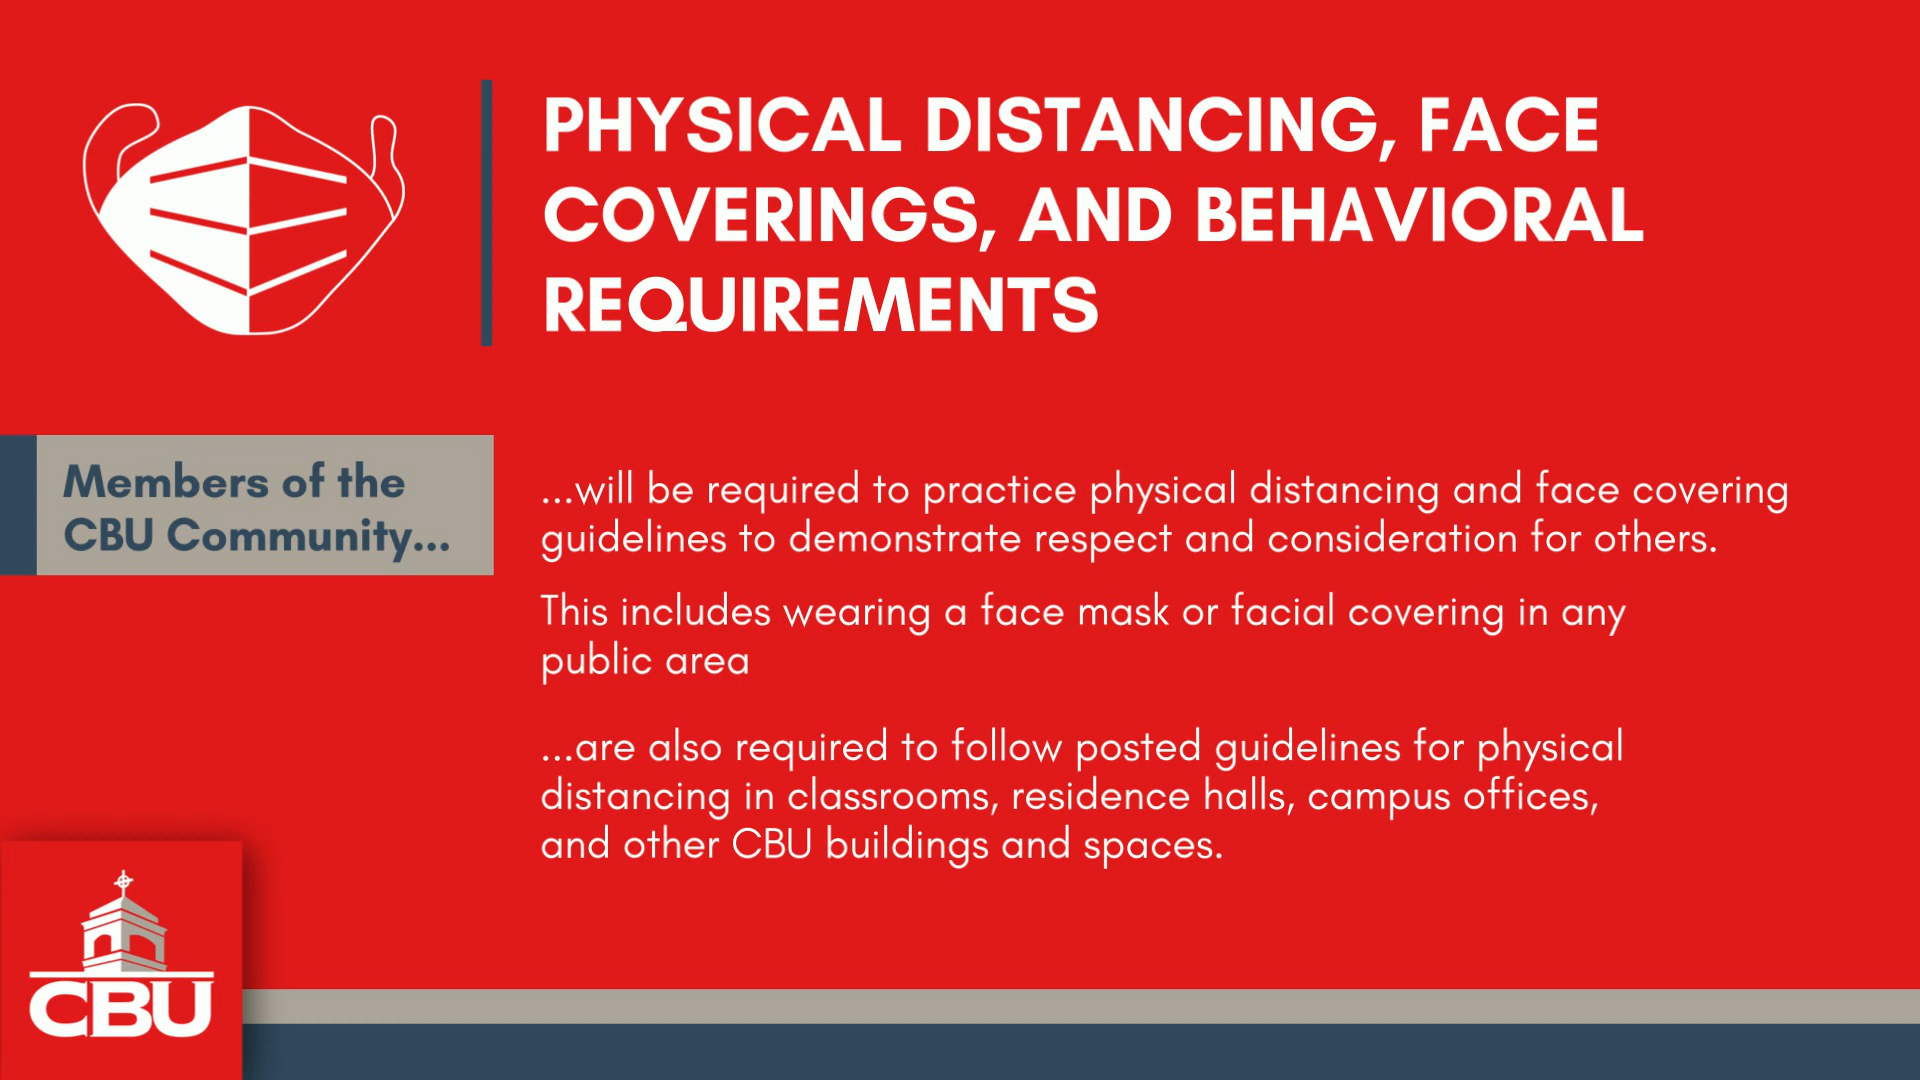 PHYSICAL DISTANCING, FACE
COVERINGS, AND BEHAVIORAL
REQUIREMENTS
Members of the
CBU Community...
...will be required to practice physical distancing and face covering
guidelines to demonstrate respect and consideration for others.
This includes wearing a face mask or facial covering in any
public area
...are also required to follow posted guidelines for physical
distancing in classrooms, residence halls, campus offices,
and other CBU buildings and spaces.
CBU